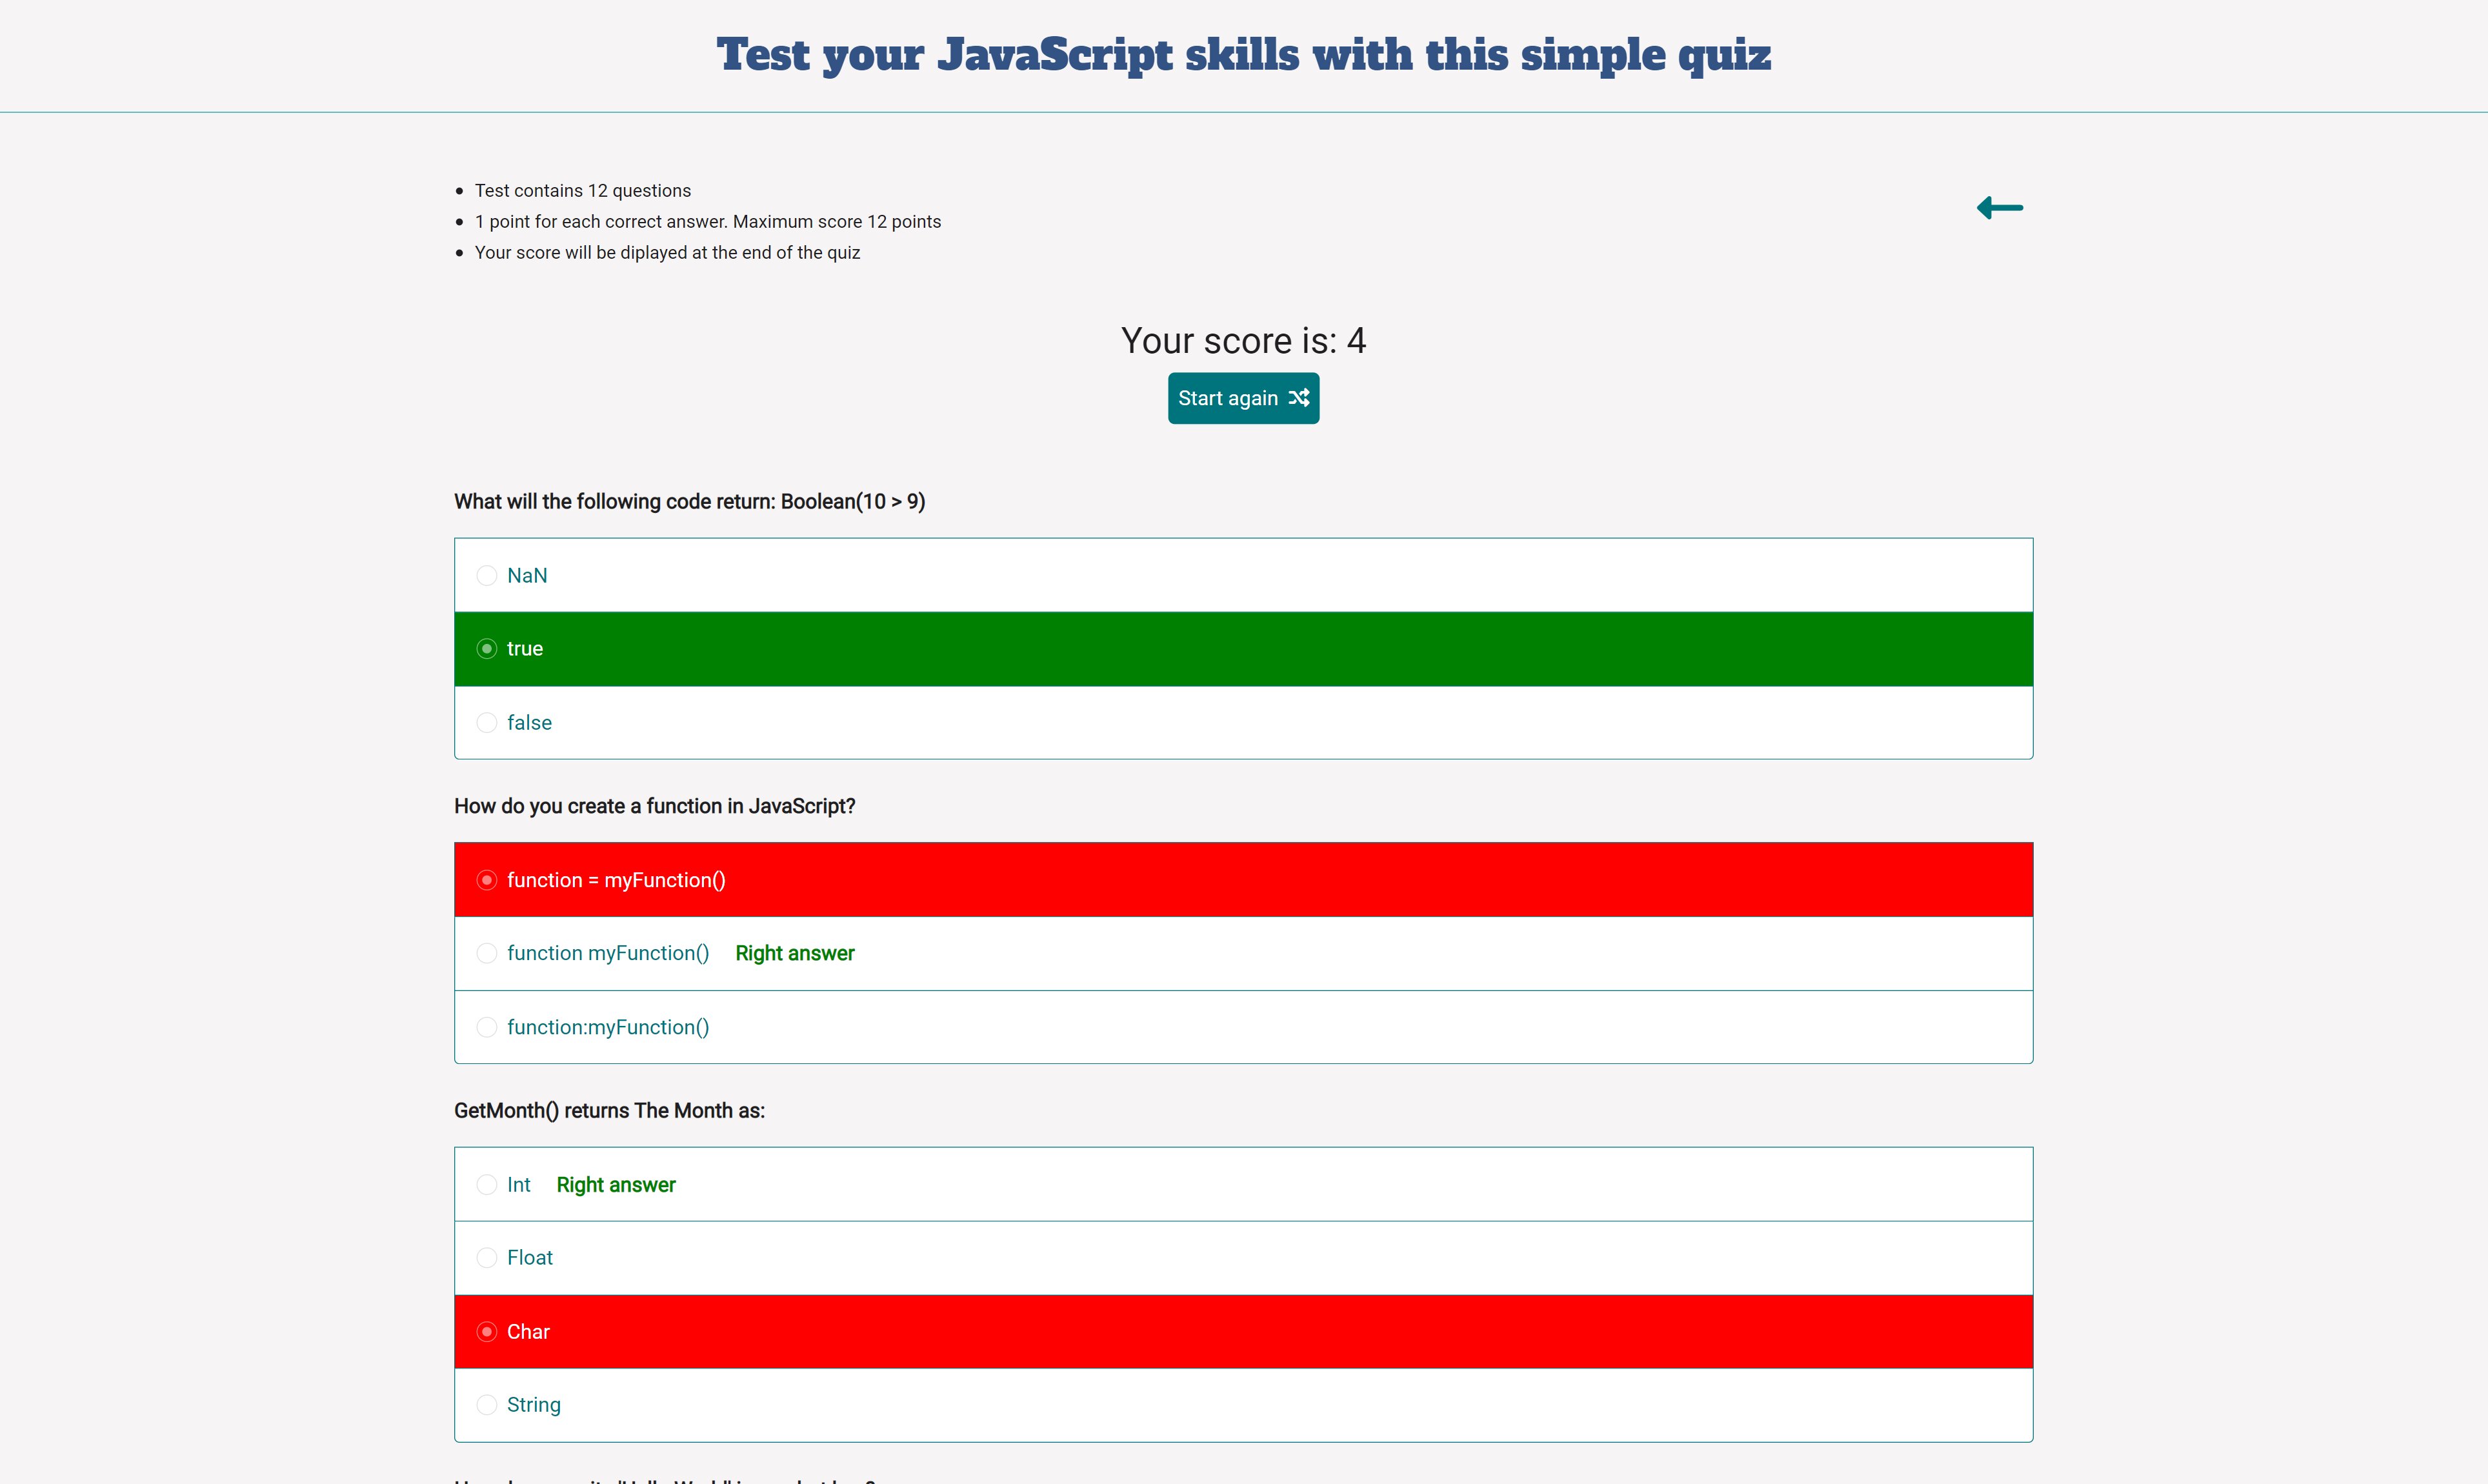 Test your JavaScript skills with this simple quiz
Test contains 12 questions
1 point for each correct answer. Maximum score 12 points
Your score will be diplayed at the end of the quiz
Your score is: 4
Start again
What will the following code return: Boolean(10 > 9)
NaN
true
false
How do you create a function in JavaScript?
function = myFunction()
function myFunction() Right answer
function:myFunction()
GetMonth() returns The Month as:
Int Right answer
Float
Char
String